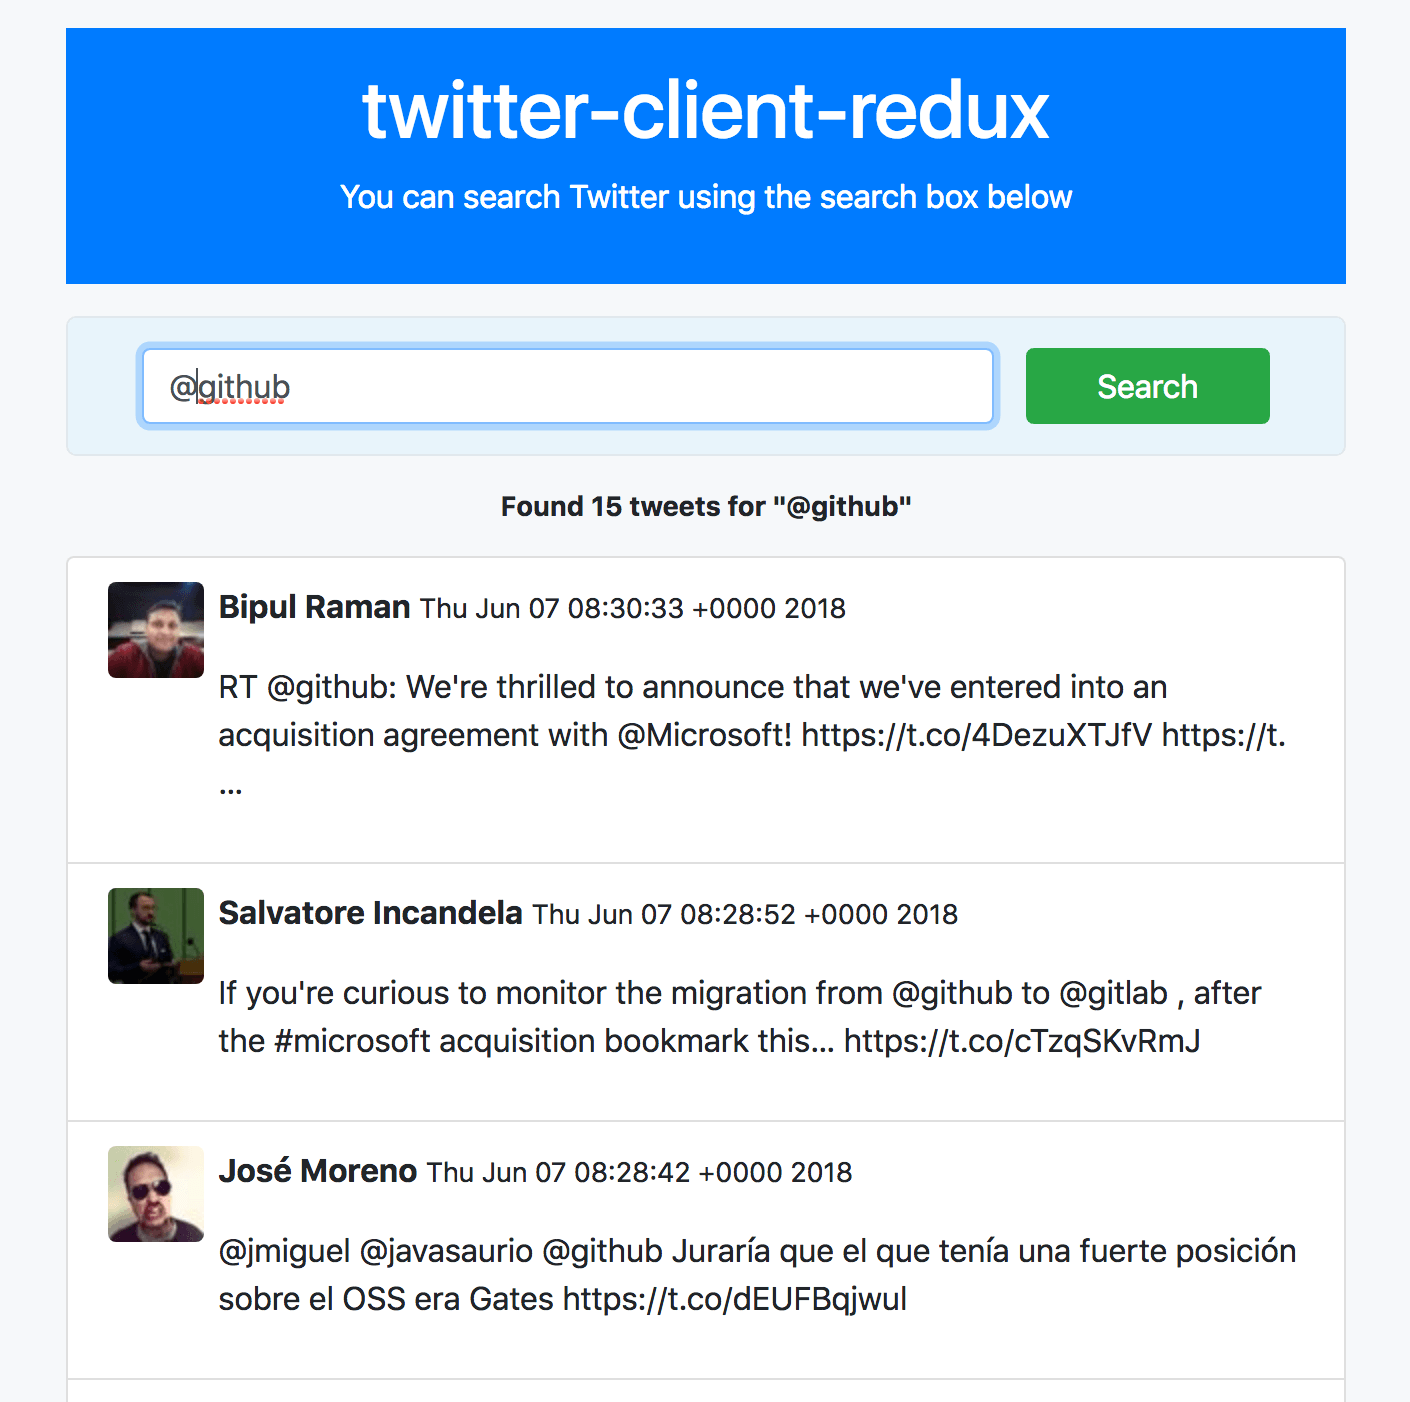 twitter-client-redux
You can search Twitter using the search box below
@github
Search
Found 15 tweets for "@github"
Bipul Raman Thu Jun 07 08:30:33 +0000 2018
RT @github: We're thrilled to announce that we've entered into an
acquisition agreement with @Microsoft! https://t.co/4DezuXTJfV https://t.
…
Salvatore Incandela Thu Jun 07 08:28:52 +0000 2018
If you're curious to monitor the migration from @github to @gitlab , after
the #microsoft acquisition bookmark this… https://t.co/cTzqSKvRmJ
José Moreno Thu Jun 07 08:28:42 +0000 2018
@jmiguel @javasaurio @github Juraría que el que tenía una fuerte posición
sobre el OSS era Gates https://t.co/dEUFBqjwul